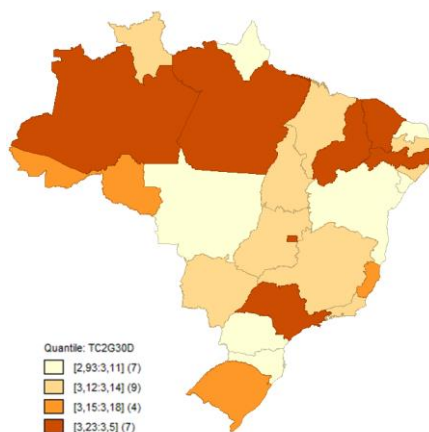 Quantile: TC2G30D
[2,93:3,11] (7)
[3,12:3,14] (9)
[3,15:3,18] (4)
[3,23:3,5] (7)